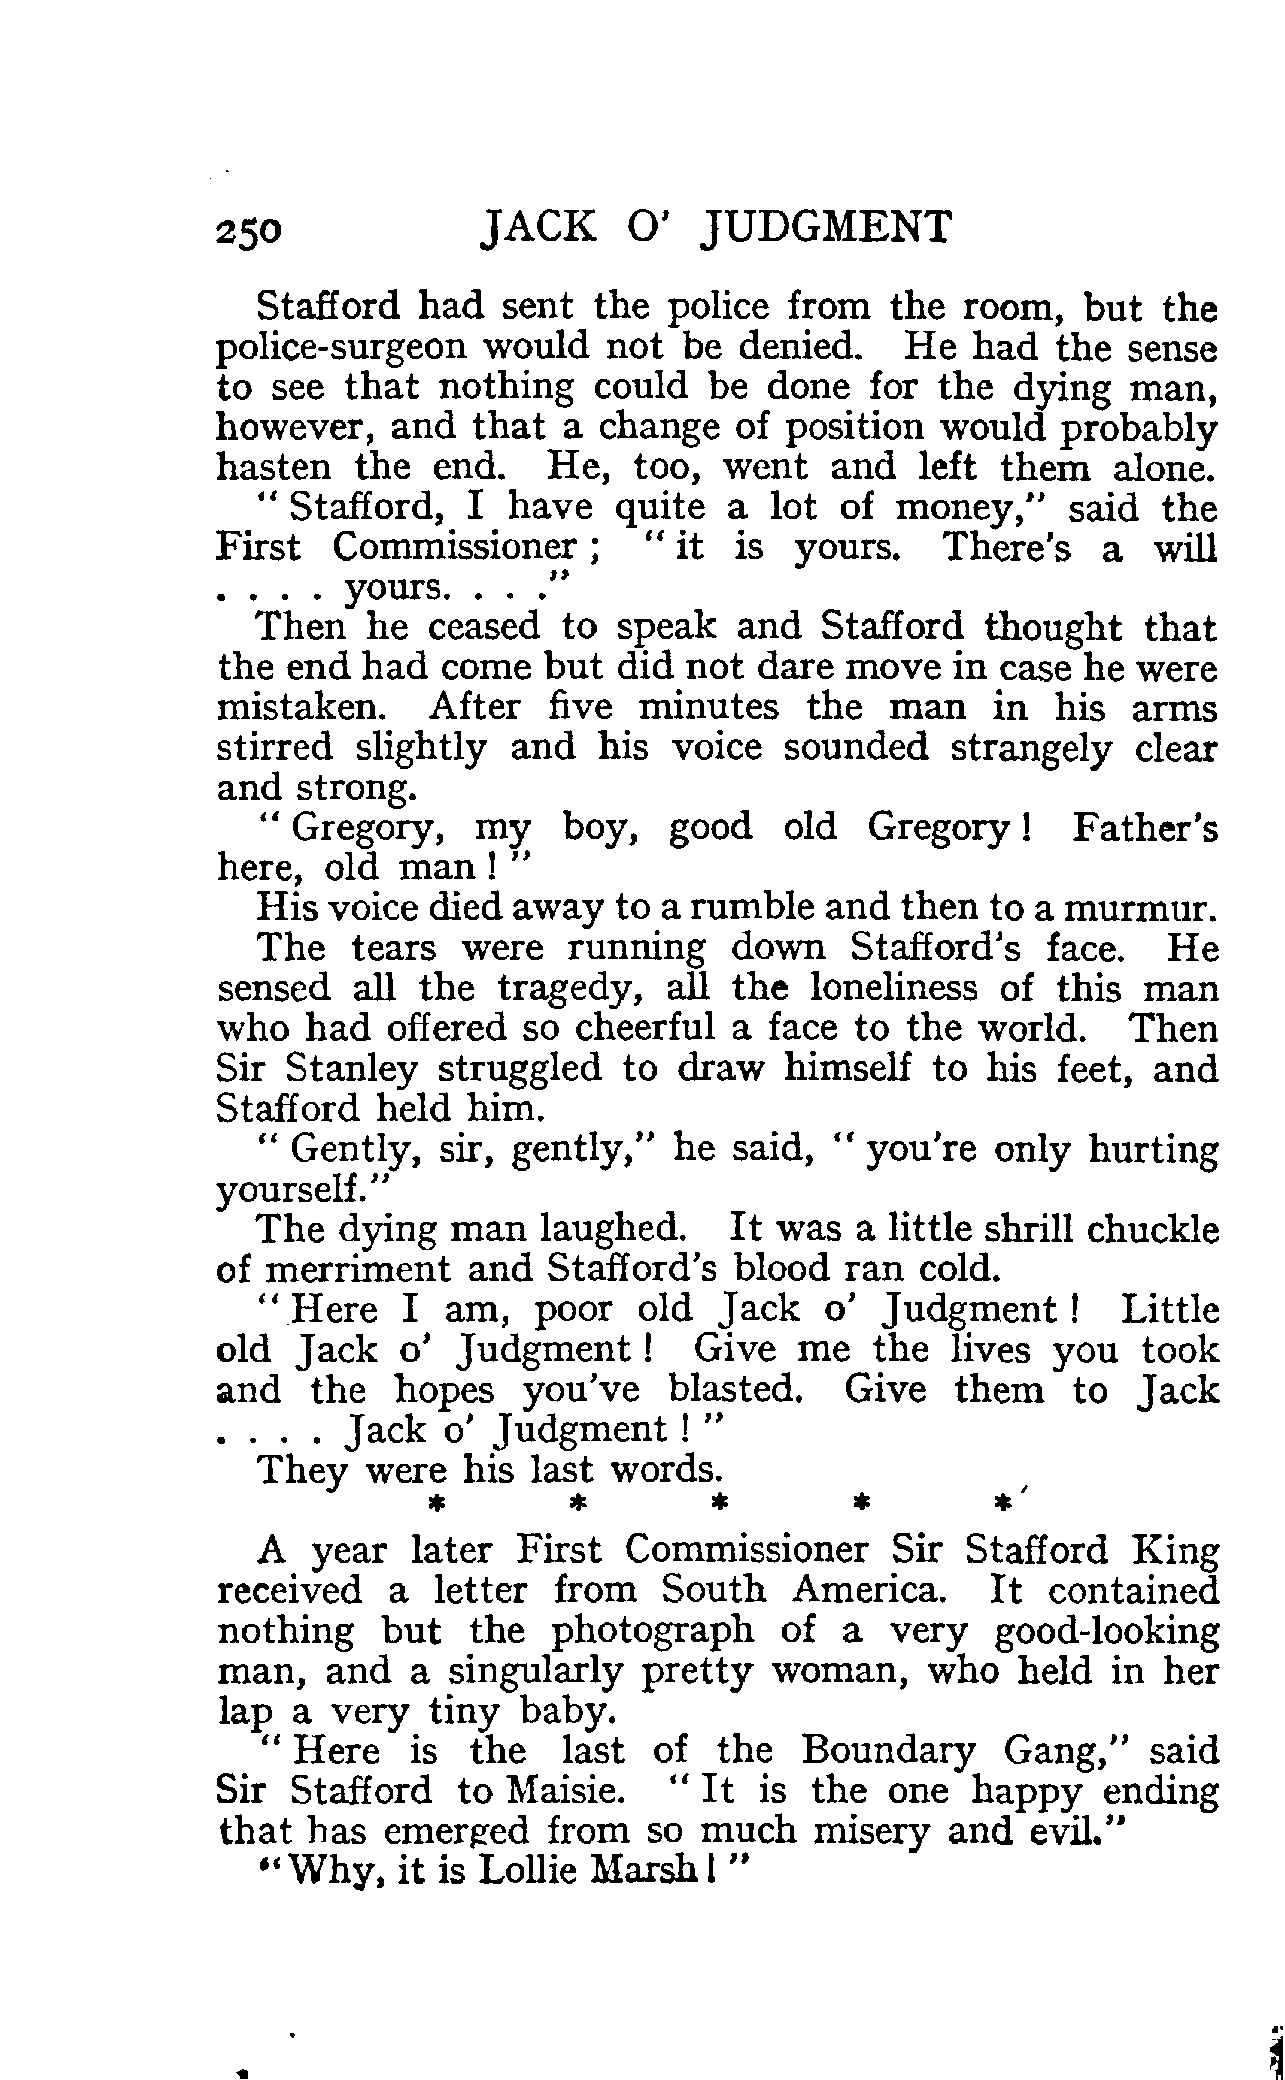 250 JACK O' JUDGMENT
Stafford had sent the police from the room, but the
police-surgeon would not be denied. He had the sense
to see that nothing could be done for the dying man,
however, and that a change of position would probably
hasten the end. He, too, went and left them alone.
" Stafford, I have quite a lot of money," said the
First Commissioner ; " it is yours. There's a will
. . . . yours. . . ."
Then he ceased to speak and Stafford thought that
the end had come but did not dare move in case he were
mistaken. After five minutes the man in his arms
stirred slightly and his voice sounded strangely clear
and strong.
" Gregory, my boy, good old Gregory ! Father's
here, old man ! "
His voice died away to a rumble and then to a murmur.
The tears were running down Stafford's face. He
sensed all the tragedy, all the loneliness of this man
who had offered so cheerful a face to the world. Then
Sir Stanley struggled to draw himself to his feet, and
Stafford held him.
" Gently, sir, gently," he said, " you're only hurting
yourself."
The dying man laughed. It was a little shrill chuckle
of merriment and Stafford's blood ran cold.
" Here I am, poor old Jack o' Judgment ! Little
old Jack o' Judgment ! Give me the lives you took
and the hopes you've blasted. Give them to Jack
. . . . Jack o' Judgment ! "
They were his last words.
* * * * *
A year later First Commissioner Sir Stafford King
received a letter from South America. It contained
nothing but the photograph of a very good-looking
man, and a singularly pretty woman, who held in her
lap a very tiny baby.
" Here is the last of the Boundary Gang," said
Sir Stafford to Maisie. " It is the one happy ending
that has emerged from so much misery and evil."
" Why, it is Lollie Marsh ! "